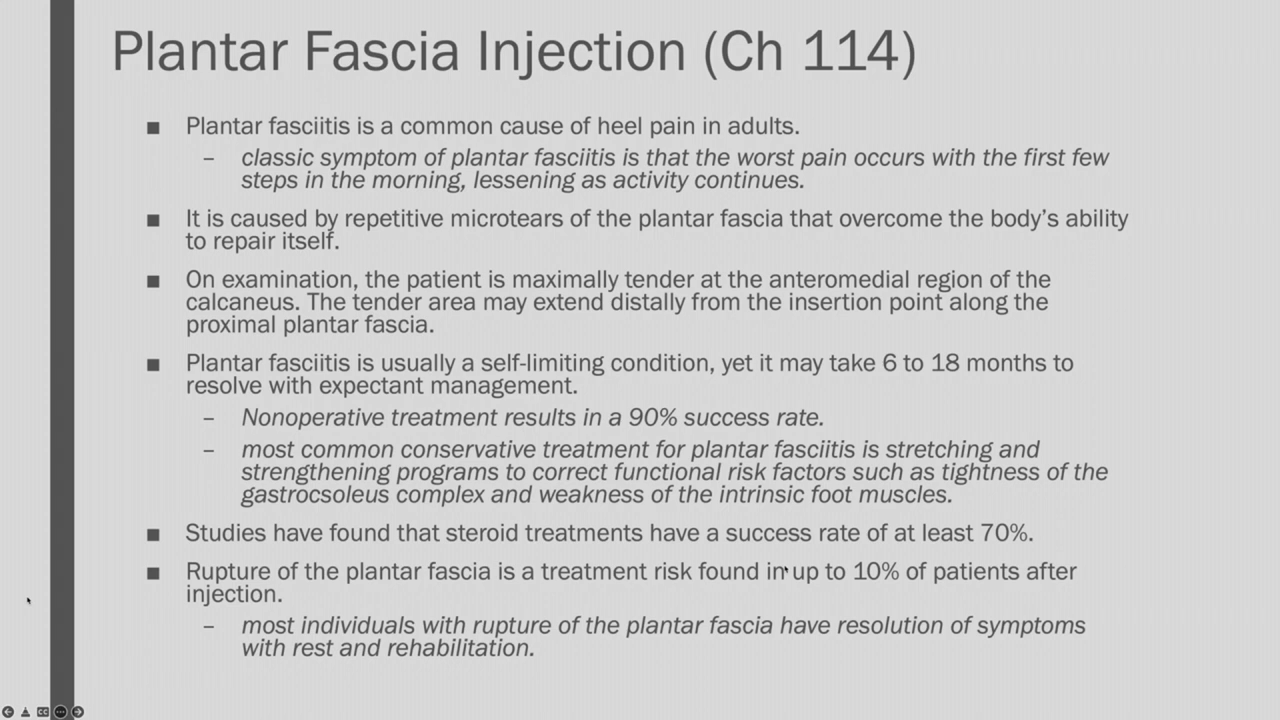 Plantar Fascia Injection (Ch 114)
■ Plantar fasciitis is a common cause of heel pain in adults.
– classic symptom of plantar fasciitis is that the worst pain occurs with the first few
steps in the morning, lessening as activity continues.
■ It is caused by repetitive microtears of the plantar fascia that overcome the body's ability
to repair itself.
■ On examination, the patient is maximally tender at the anteromedial region of the
calcaneus. The tender area may extend distally from the insertion point along the
proximal plantar fascia.
■ Plantar fasciitis is usually a self-limiting condition, yet it may take 6 to 18 months to
resolve with expectant management.
– Nonoperative treatment results in a 90% success rate.
– most common conservative treatment for plantar fasciitis is stretching and
strengthening programs to correct functional risk factors such as tightness of the
gastrocsoleus complex and weakness of the intrinsic foot muscles.
■ Studies have found that steroid treatments have a success rate of at least 70%.
■ Rupture of the plantar fascia is a treatment risk found in up to 10% of patients after
injection.
– most individuals with rupture of the plantar fascia have resolution of symptoms
with rest and rehabilitation.
CC